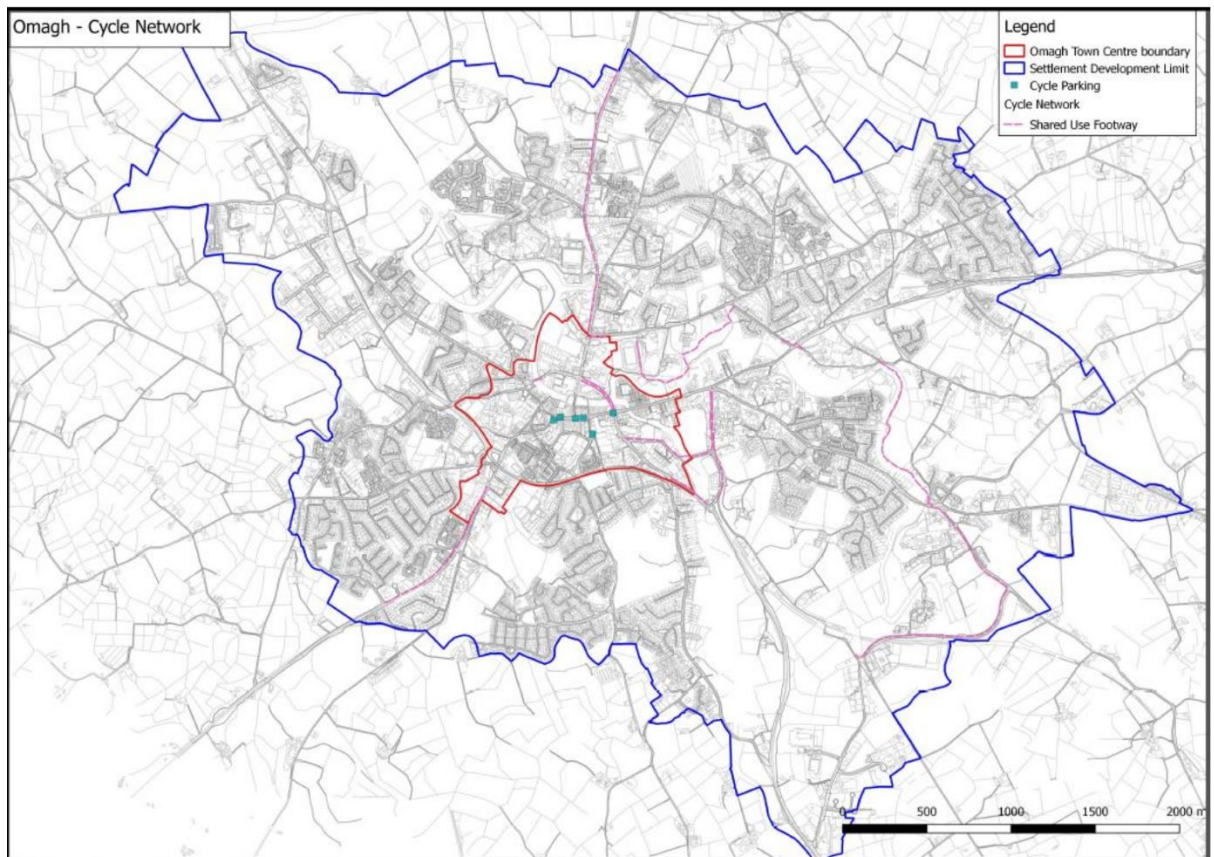 Omagh - Cycle Network
Legend
Omagh Town Centre boundary
Settlement Development Limit
Cycle Parking
Cycle Network
Shared Use Footway
0 500 1000 1500 2000 m